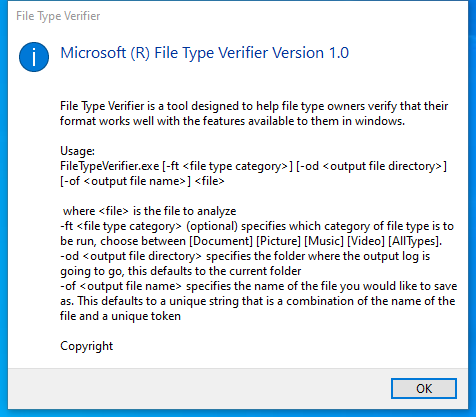 File Type Verifier
Microsoft (R) File Type Verifier Version 1.0
File Type Verifier is a tool designed to help file type owners verify that their
format works well with the features available to them in windows.
Usage:
FileTypeVerifier.exe [-ft <file type category>] [-od <output file directory>]
[-of <output file name>] <file>
where <file> is the file to analyze
-ft <file type category> (optional) specifies which category of file type is to
be run, choose between [Document] [Picture] [Music] [Video] [AllTypes].
-od <output file directory> specifies the folder where the output log is
going to go, this defaults to the current folder
-of <output file name> specifies the name of the file you would like to save
as. This defaults to a unique string that is a combination of the name of the
file and a unique token
Copyright
OK